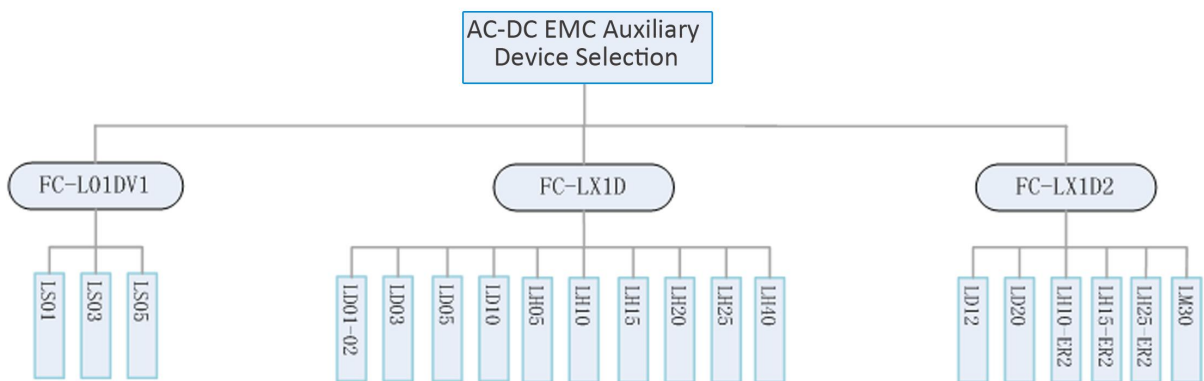 AC-DC EMC Auxiliary
Device Selection
FC-L01DV1
FC-LX1D
FC-LX1D2
LS01
LS03
LS05
LD01-02
LD03
LD05
LD10
LH05
LH10
LH15
LH20
LH25
LH40
LD12
LD20
LH10-ER2
LH15-ER2
LH25-ER2
LM30